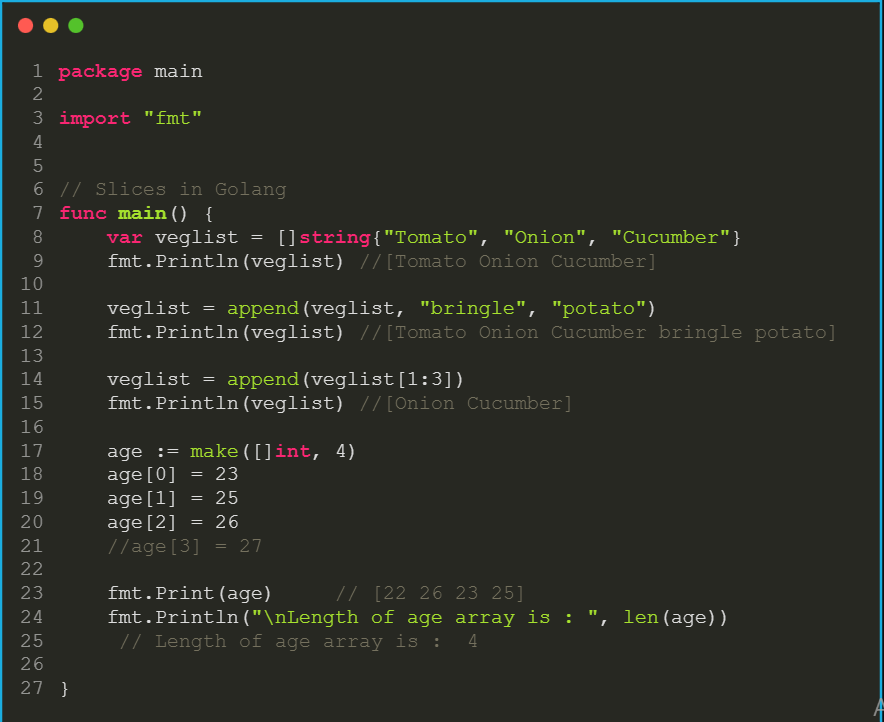 1 package main
2
3 import "fmt"
4
5
6 // Slices in Golang
7 func main() {
8     var veglist = []string{"Tomato", "Onion", "Cucumber"}
9     fmt.Println(veglist) //[Tomato Onion Cucumber]
10
11     veglist = append(veglist, "bringle", "potato")
12     fmt.Println(veglist) //[Tomato Onion Cucumber bringle potato]
13
14     veglist = append(veglist[1:3])
15     fmt.Println(veglist) //[Onion Cucumber]
16
17     age := make([]int, 4)
18     age[0] = 23
19     age[1] = 25
20     age[2] = 26
21     //age[3] = 27
22
23     fmt.Print(age)     // [22 26 23 25]
24     fmt.Println("\nLength of age array is : ", len(age))
25      // Length of age array is :  4
26
27 }